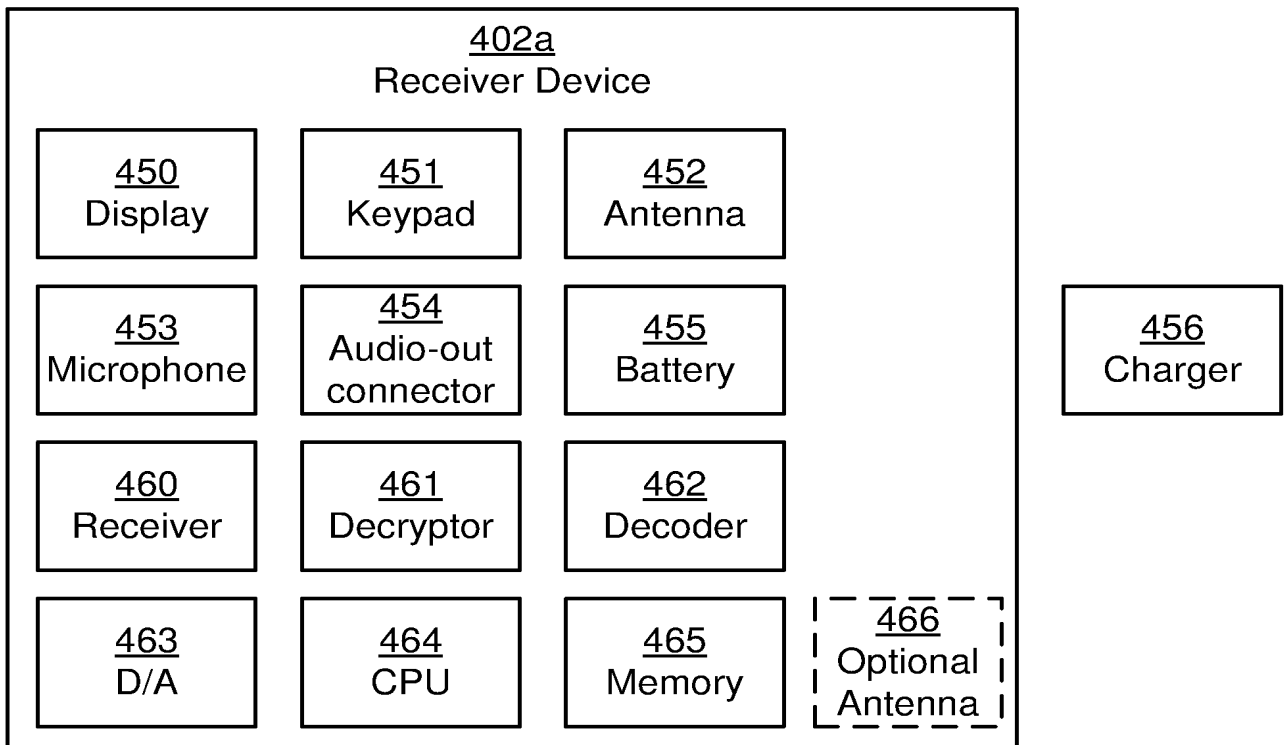 402a
Receiver Device
450
Display
451
Keypad
452
Antenna
453
Microphone
454
Audio-out
connector
455
Battery
456
Charger
460
Receiver
461
Decryptor
462
Decoder
463
D/A
464
CPU
465
Memory
466
Optional
Antenna